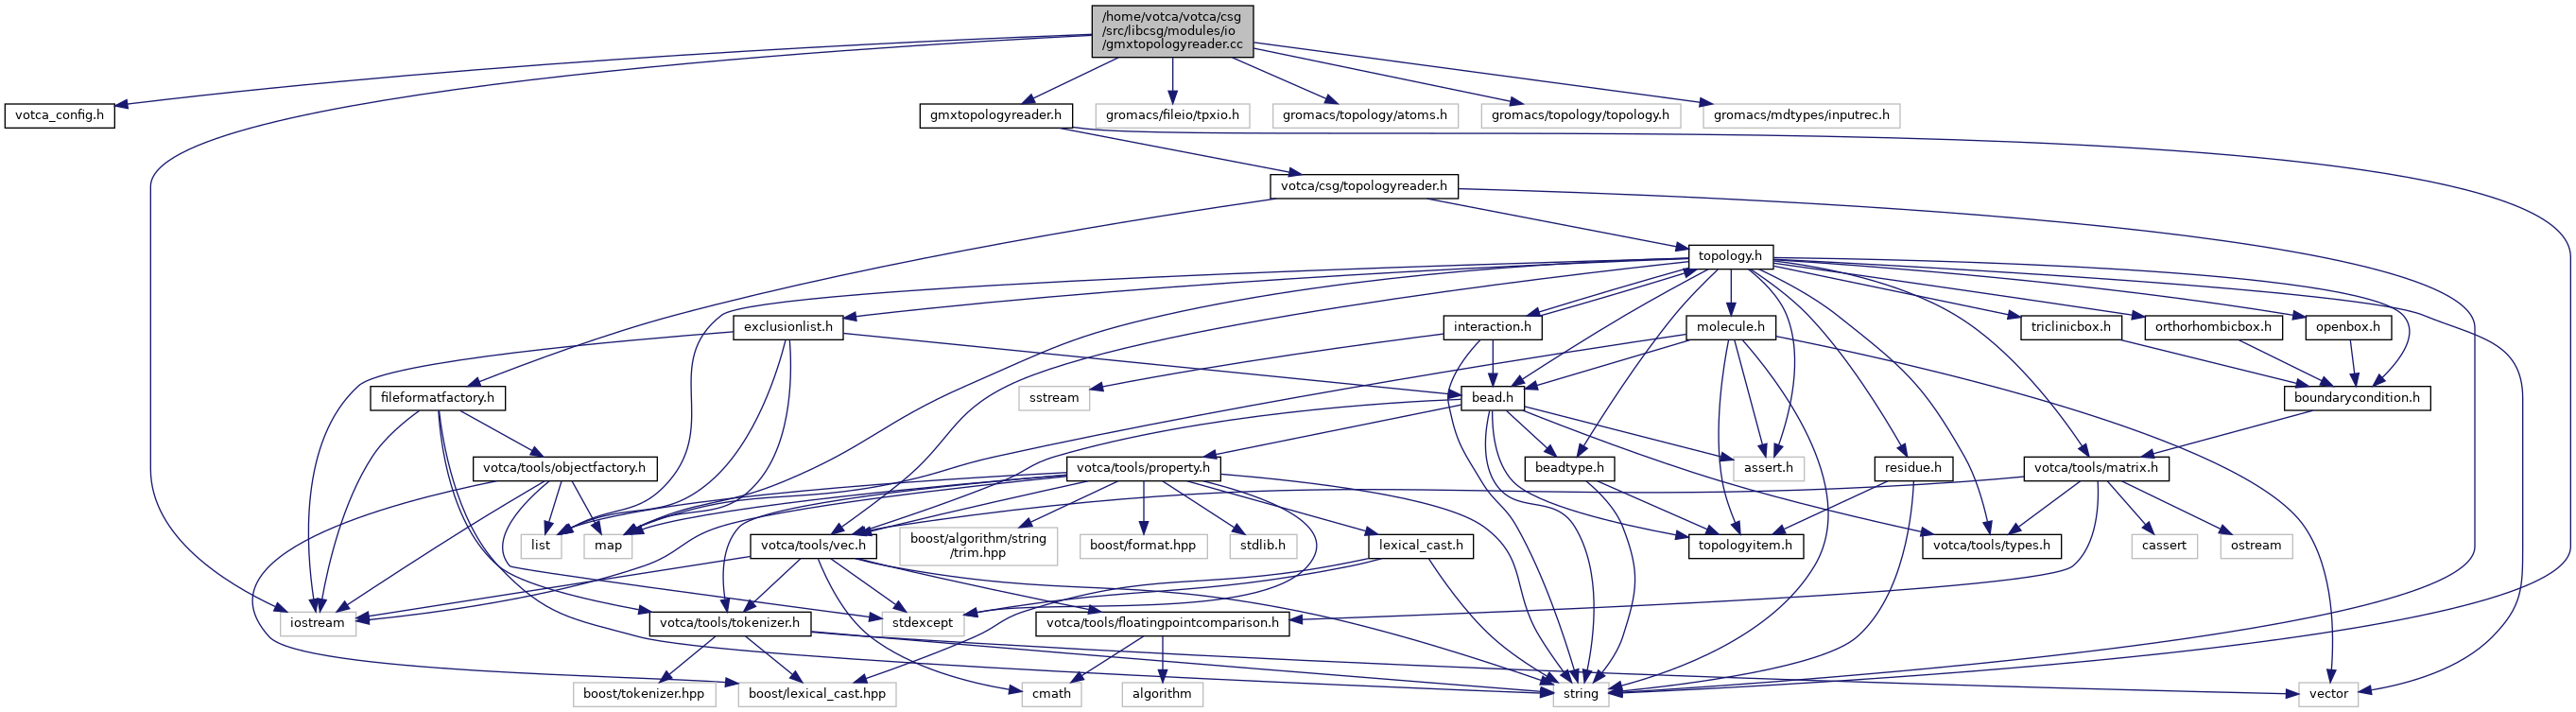 /home/votca/votca/csg
/src/libcsg/modules/io
/gmxtopologyreader.cc
votca_config.h
gmxtopologyreader.h
gromacs/fileio/tpxio.h
gromacs/topology/atoms.h
gromacs/topology/topology.h
gromacs/mdtypes/inputrec.h
votca/csg/topologyreader.h
topology.h
exclusionlist.h
interaction.h
molecule.h
triclinicbox.h
orthorhombicbox.h
openbox.h
fileformatfactory.h
sstream
bead.h
boundarycondition.h
votca/tools/objectfactory.h
votca/tools/property.h
beadtype.h
assert.h
residue.h
votca/tools/matrix.h
list
map
votca/tools/vec.h
boost/algorithm/string
/trim.hpp
boost/format.hpp
stdlib.h
lexical_cast.h
topologyitem.h
votca/tools/types.h
cassert
ostream
iostream
votca/tools/tokenizer.h
stdexcept
votca/tools/floatingpointcomparison.h
boost/tokenizer.hpp
boost/lexical_cast.hpp
cmath
algorithm
string
vector